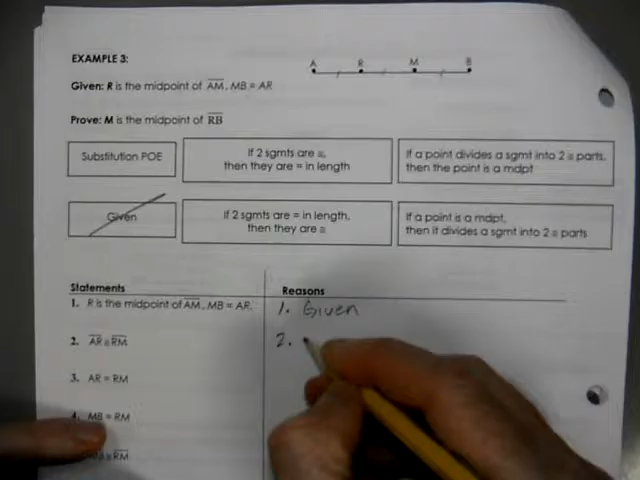 EXAMPLE 3:
A R M B
Given: R is the midpoint of AM, MB = AR
Prove: M is the midpoint of RB
Substitution POE
If 2 sgmts are ≅,
then they are = in length
If a point divides a sgmt into 2 ≅ parts,
then the point is a mdpt
Given
If 2 sgmts are = in length,
then they are ≅
If a point is a mdpt,
then it divides a sgmt into 2 ≅ parts
Statements
Reasons
1. R is the midpoint of AM, MB = AR.
1. Given
2. AR ≅ RM
2.
3. AR = RM
4. MB = RM
≅ RM